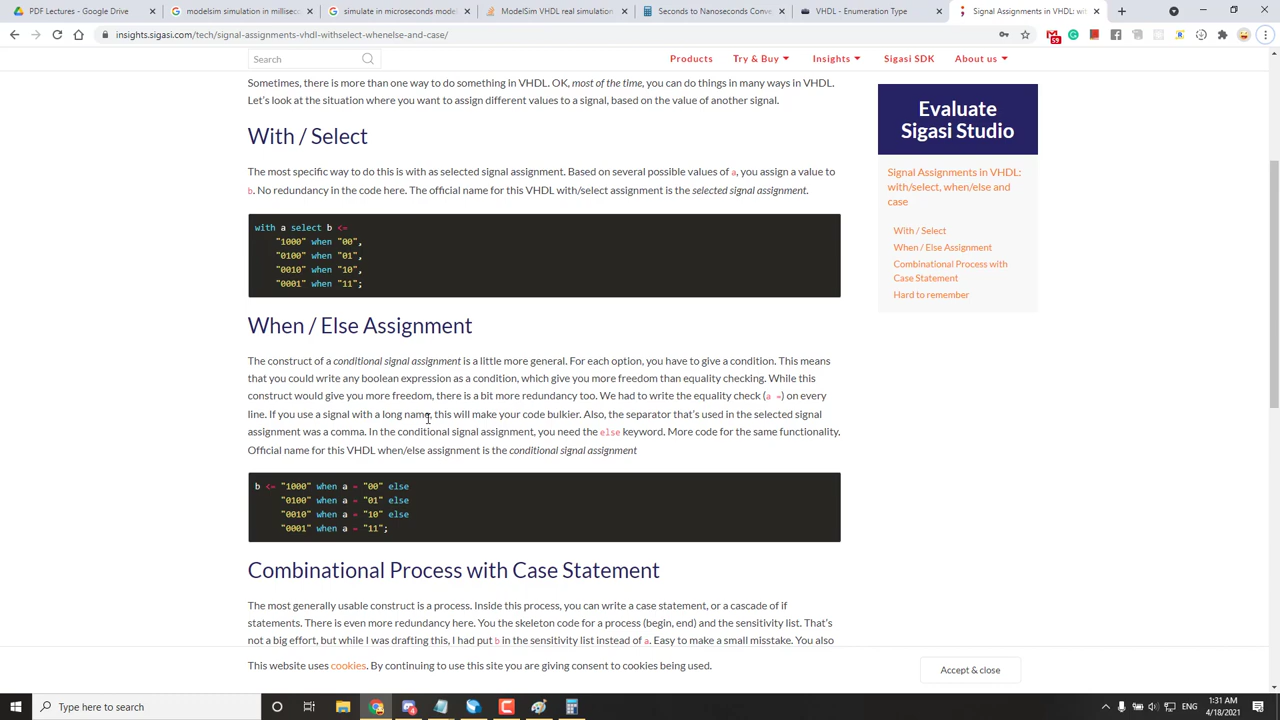 PDF Lectures - Google Drive
google modelsim simulation
Google
ModelSim VHDL
Seconds to Nanoseconds Conver
Enumeration Type
Signal Assignments in VHDL: wit
insights.sigasi.com/tech/signal-assignments-vhdl-withselect-whenelse-and-case/
59
Search
Products
Try & Buy
Insights
Sigasi SDK
About us
Sometimes, there is more than one way to do something in VHDL. OK, most of the time, you can do things in many ways in VHDL.
Let's look at the situation where you want to assign different values to a signal, based on the value of another signal.
With / Select
The most specific way to do this is with as selected signal assignment. Based on several possible values of a, you assign a value to
b. No redundancy in the code here. The official name for this VHDL with/select assignment is the selected signal assignment.
with a select b <=
"1000" when "00",
"0100" when "01",
"0010" when "10",
"0001" when "11";
When / Else Assignment
The construct of a conditional signal assignment is a little more general. For each option, you have to give a condition. This means
that you could write any boolean expression as a condition, which give you more freedom than equality checking. While this
construct would give you more freedom, there is a bit more redundancy too. We had to write the equality check (a =) on every
line. If you use a signal with a long name, this will make your code bulkier. Also, the separator that's used in the selected signal
assignment was a comma. In the conditional signal assignment, you need the else keyword. More code for the same functionality.
Official name for this VHDL when/else assignment is the conditional signal assignment
b <= "1000" when a = "00" else
"0100" when a = "01" else
"0010" when a = "10" else
"0001" when a = "11";
Combinational Process with Case Statement
The most generally usable construct is a process. Inside this process, you can write a case statement, or a cascade of if
statements. There is even more redundancy here. You the skeleton code for a process (begin, end) and the sensitivity list. That's
not a big effort, but while I was drafting this, I had put b in the sensitivity list instead of a. Easy to make a small misstake. You also
Evaluate
Sigasi Studio
Signal Assignments in VHDL:
with/select, when/else and
case
With / Select
When / Else Assignment
Combinational Process with
Case Statement
Hard to remember
This website uses cookies. By continuing to use this site you are giving consent to cookies being used.
Accept & close
Type here to search
ENG
1:31 AM
4/18/2021